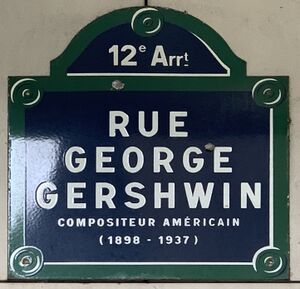 12e Arrt
RUE
GEORGE
GERSHWIN
COMPOSITEUR AMÉRICAIN
(1898 - 1937)